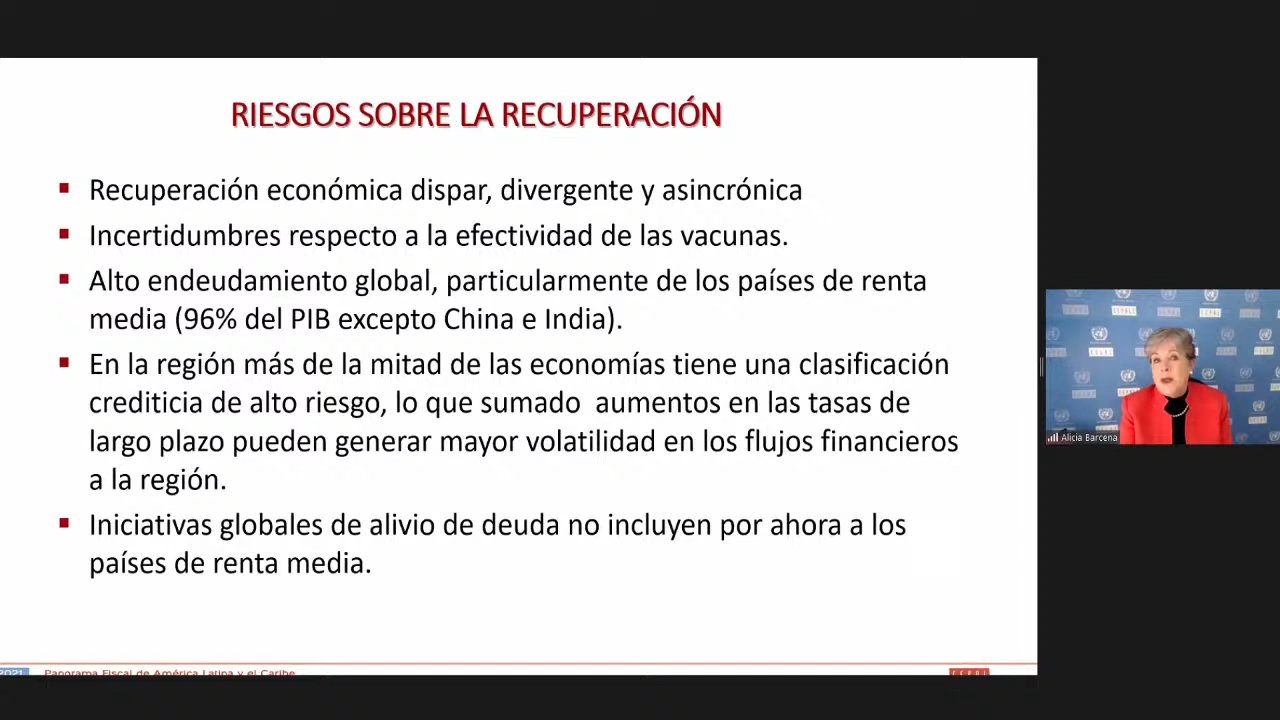 RIESGOS SOBRE LA RECUPERACIÓN
Recuperación económica dispar, divergente y asincrónica
Incertidumbres respecto a la efectividad de las vacunas.
Alto endeudamiento global, particularmente de los países de renta
media (96% del PIB excepto China e India).
En la región más de la mitad de las economías tiene una clasificación
crediticia de alto riesgo, lo que sumado  aumentos en las tasas de
largo plazo pueden generar mayor volatilidad en los flujos financieros
a la región.
Iniciativas globales de alivio de deuda no incluyen por ahora a los
países de renta media.
2021
Panorama Fiscal de América Latina y el Caribe
CEPAL
Alicia Barcena